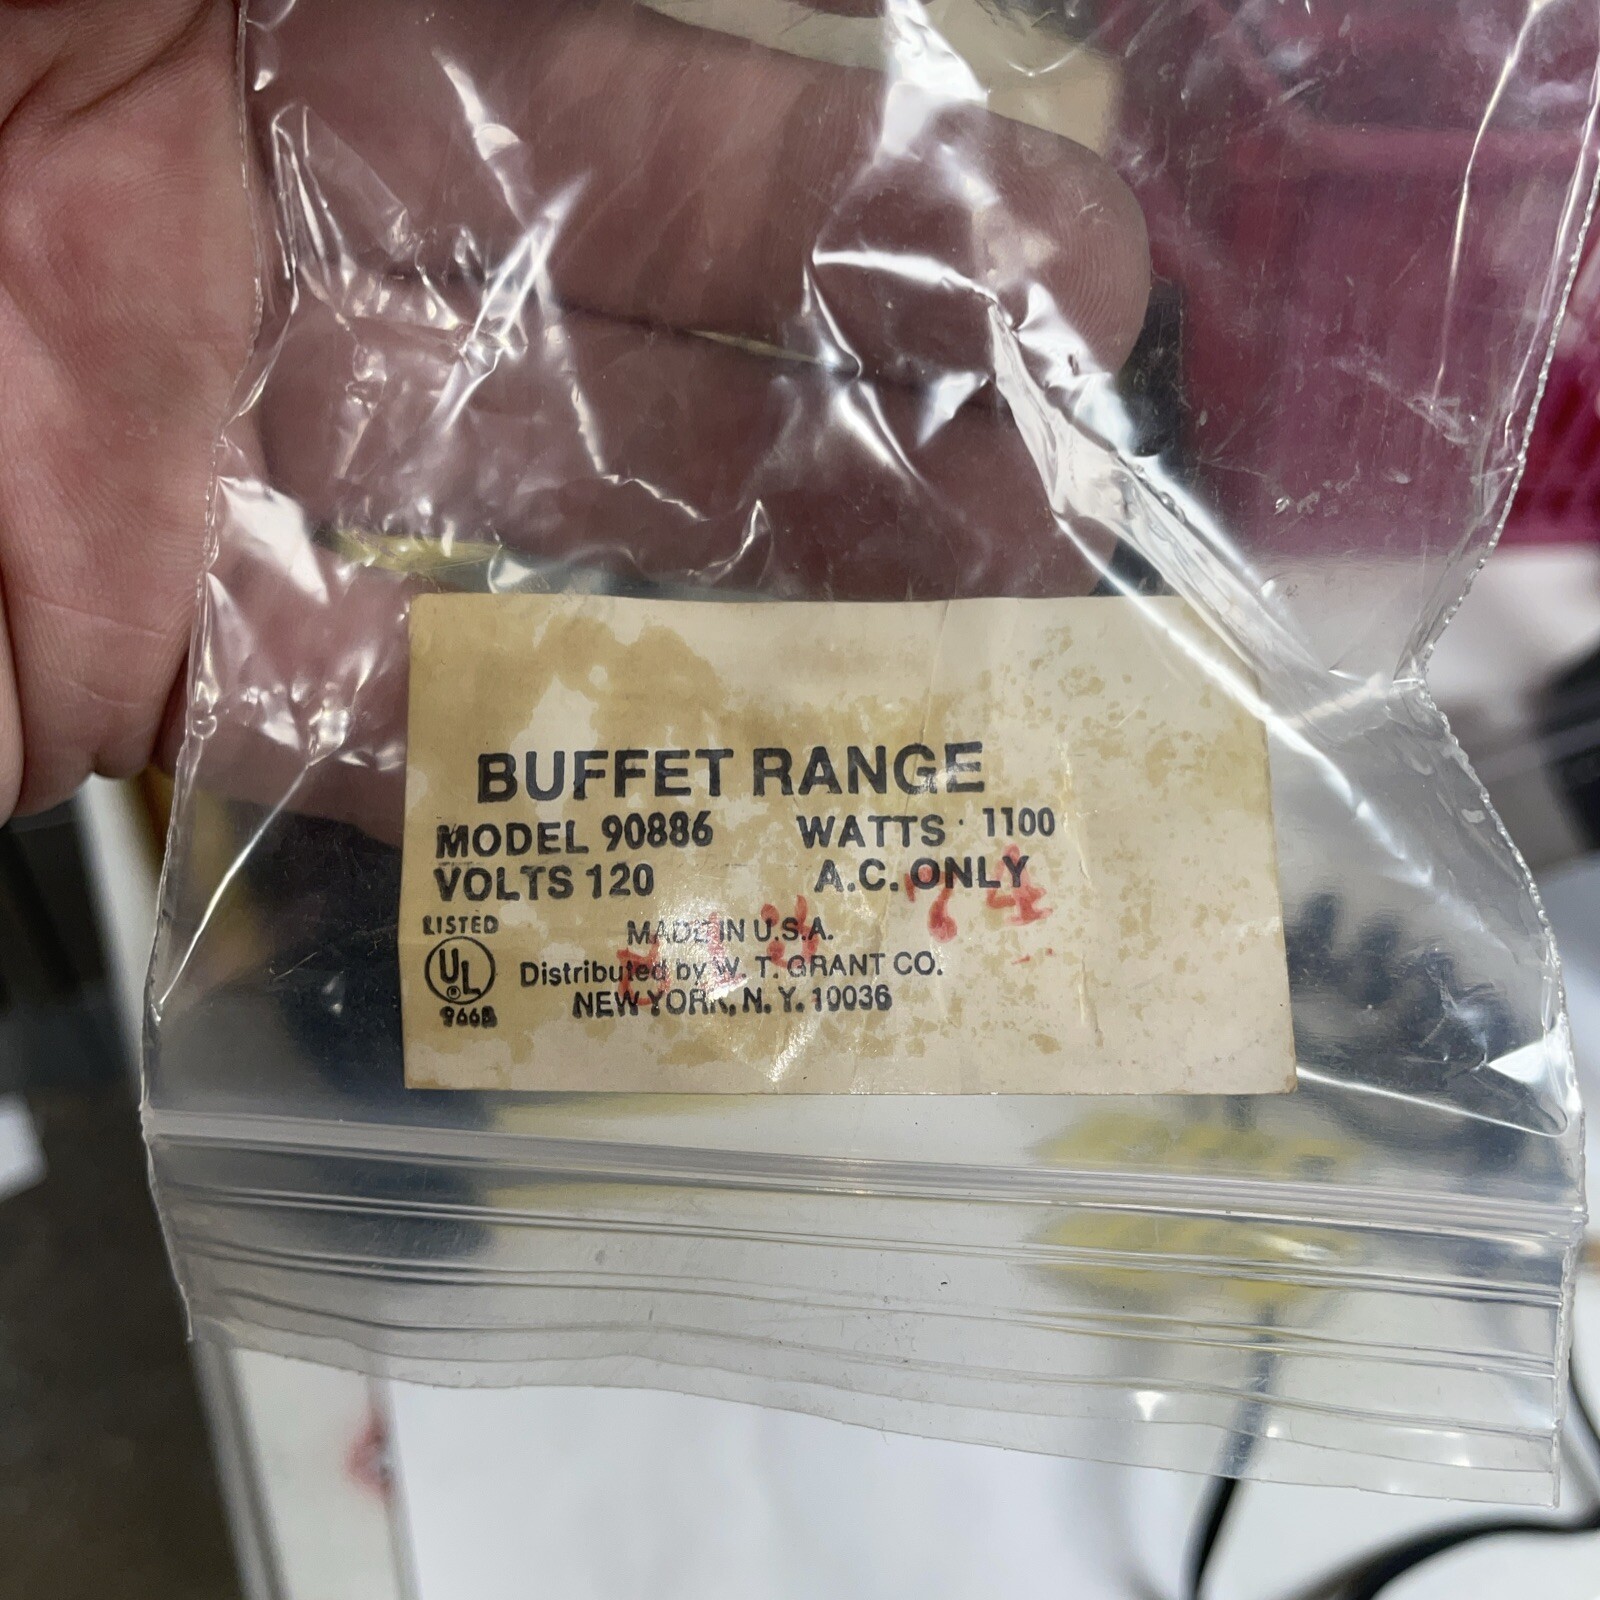 BUFFET RANGE
MODEL 90886 WATTS · 1100
VOLTS 120 A.C. ONLY
LISTED
MADE IN U.S.A.
UL ®
Distributed by W. T. GRANT CO.
966B
NEW YORK, N. Y. 10036